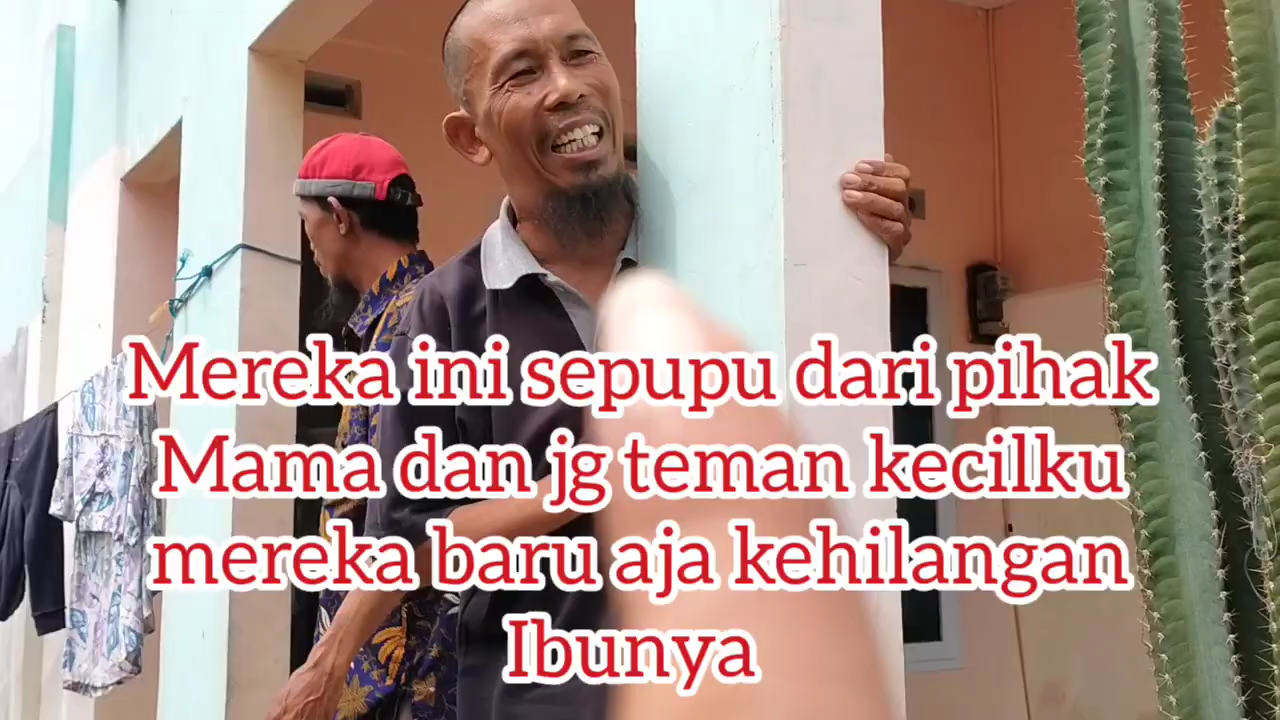 Mereka ini sepupu dari pihak
Mama dan jg teman kecilku
mereka baru aja kehilangan
Ibunya